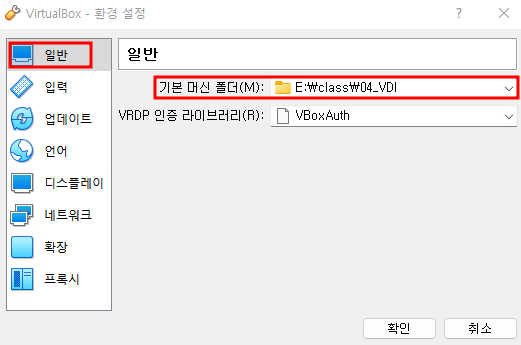 VirtualBox - 환경 설정
일반
입력
업데이트
언어
디스플레이
네트워크
확장
프록시
일반
기본 머신 폴더(M): E:₩class₩04_VDI
VRDP 인증 라이브러리(R): VBoxAuth
확인 취소